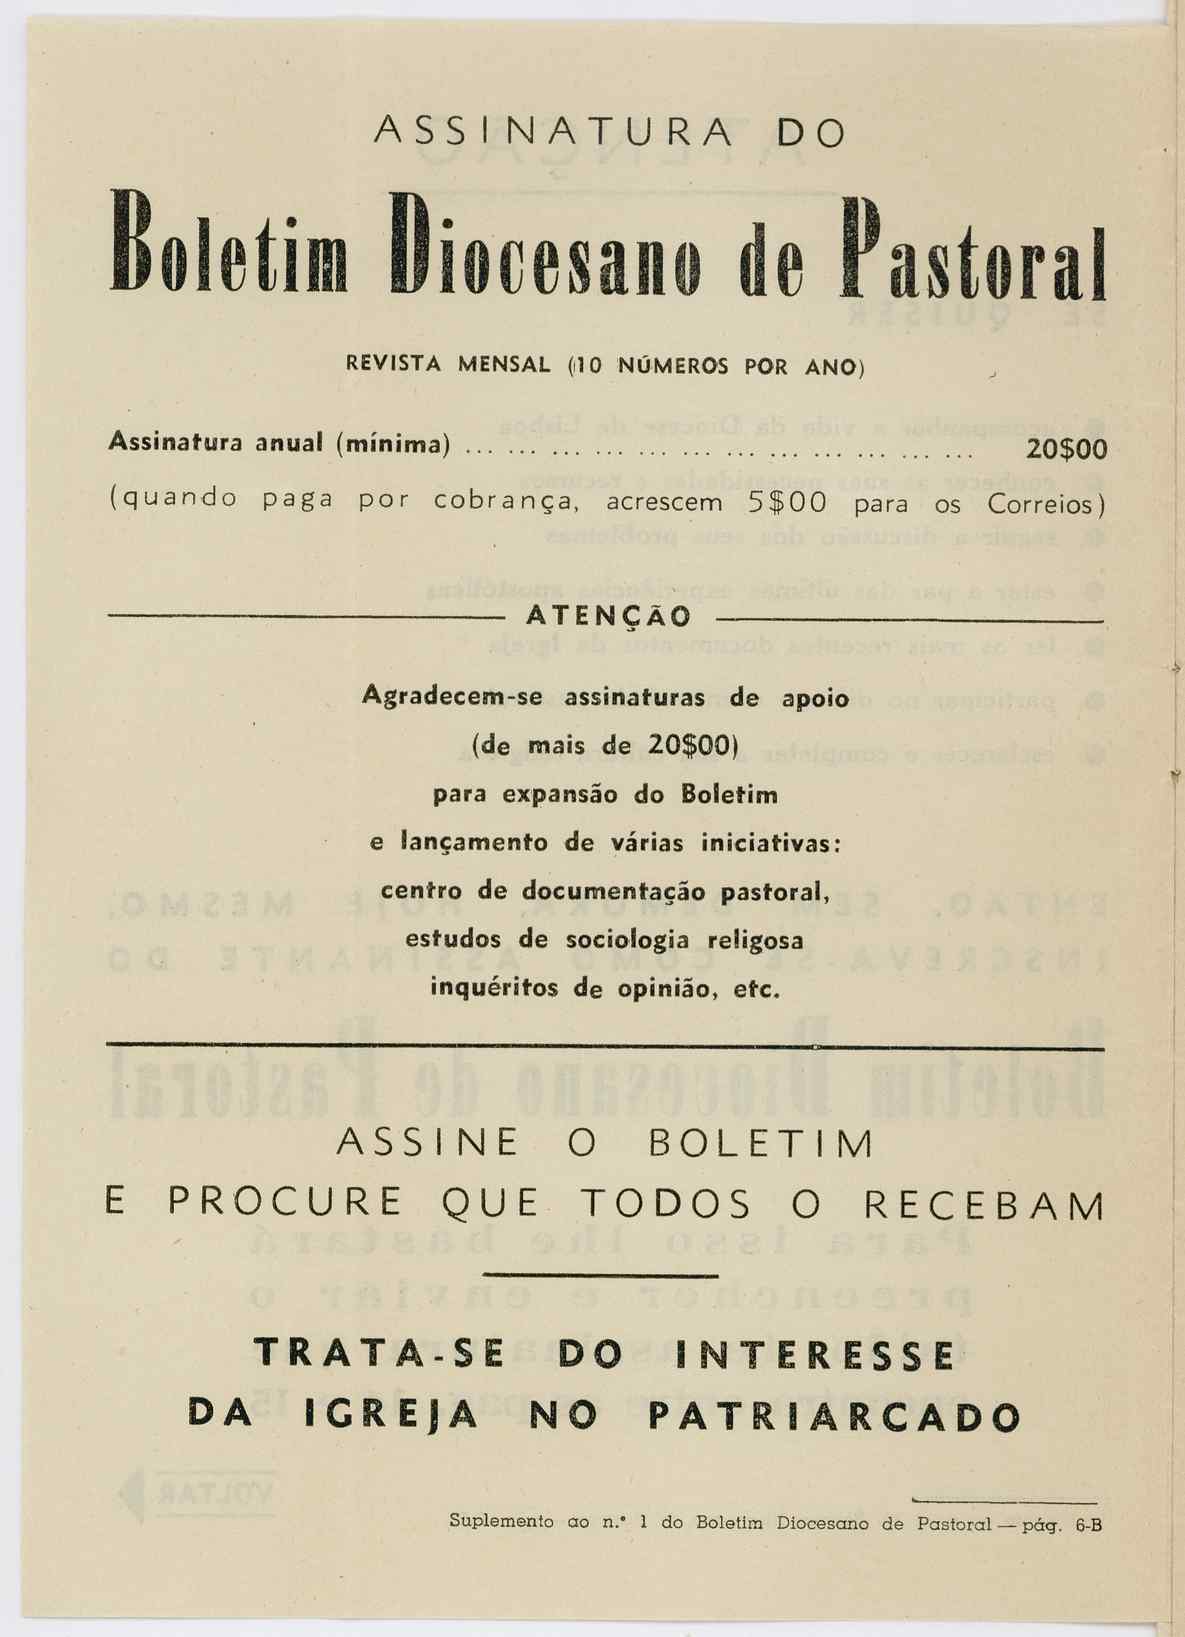 ASSINATURA DO
Boletim Diocesano de Pastoral
REVISTA MENSAL (10 NÚMEROS POR ANO)
Assinatura anual (mínima) ... ... ... ... ... ... ... ... ... ... ... ... ... ... ... ... ... ... 20$00
(quando paga por cobrança, acrescem 5$00 para os Correios)
ATENÇÃO
Agradecem-se assinaturas de apoio
(de mais de 20$00)
para expansão do Boletim
e lançamento de várias iniciativas:
centro de documentação pastoral,
estudos de sociologia religosa
inquéritos de opinião, etc.
ASSINE O BOLETIM
E PROCURE QUE TODOS O RECEBAM
TRATA-SE DO INTERESSE
DA IGREJA NO PATRIARCADO
Suplemento ao n.º 1 do Boletim Diocesano de Pastoral — pág. 6-B